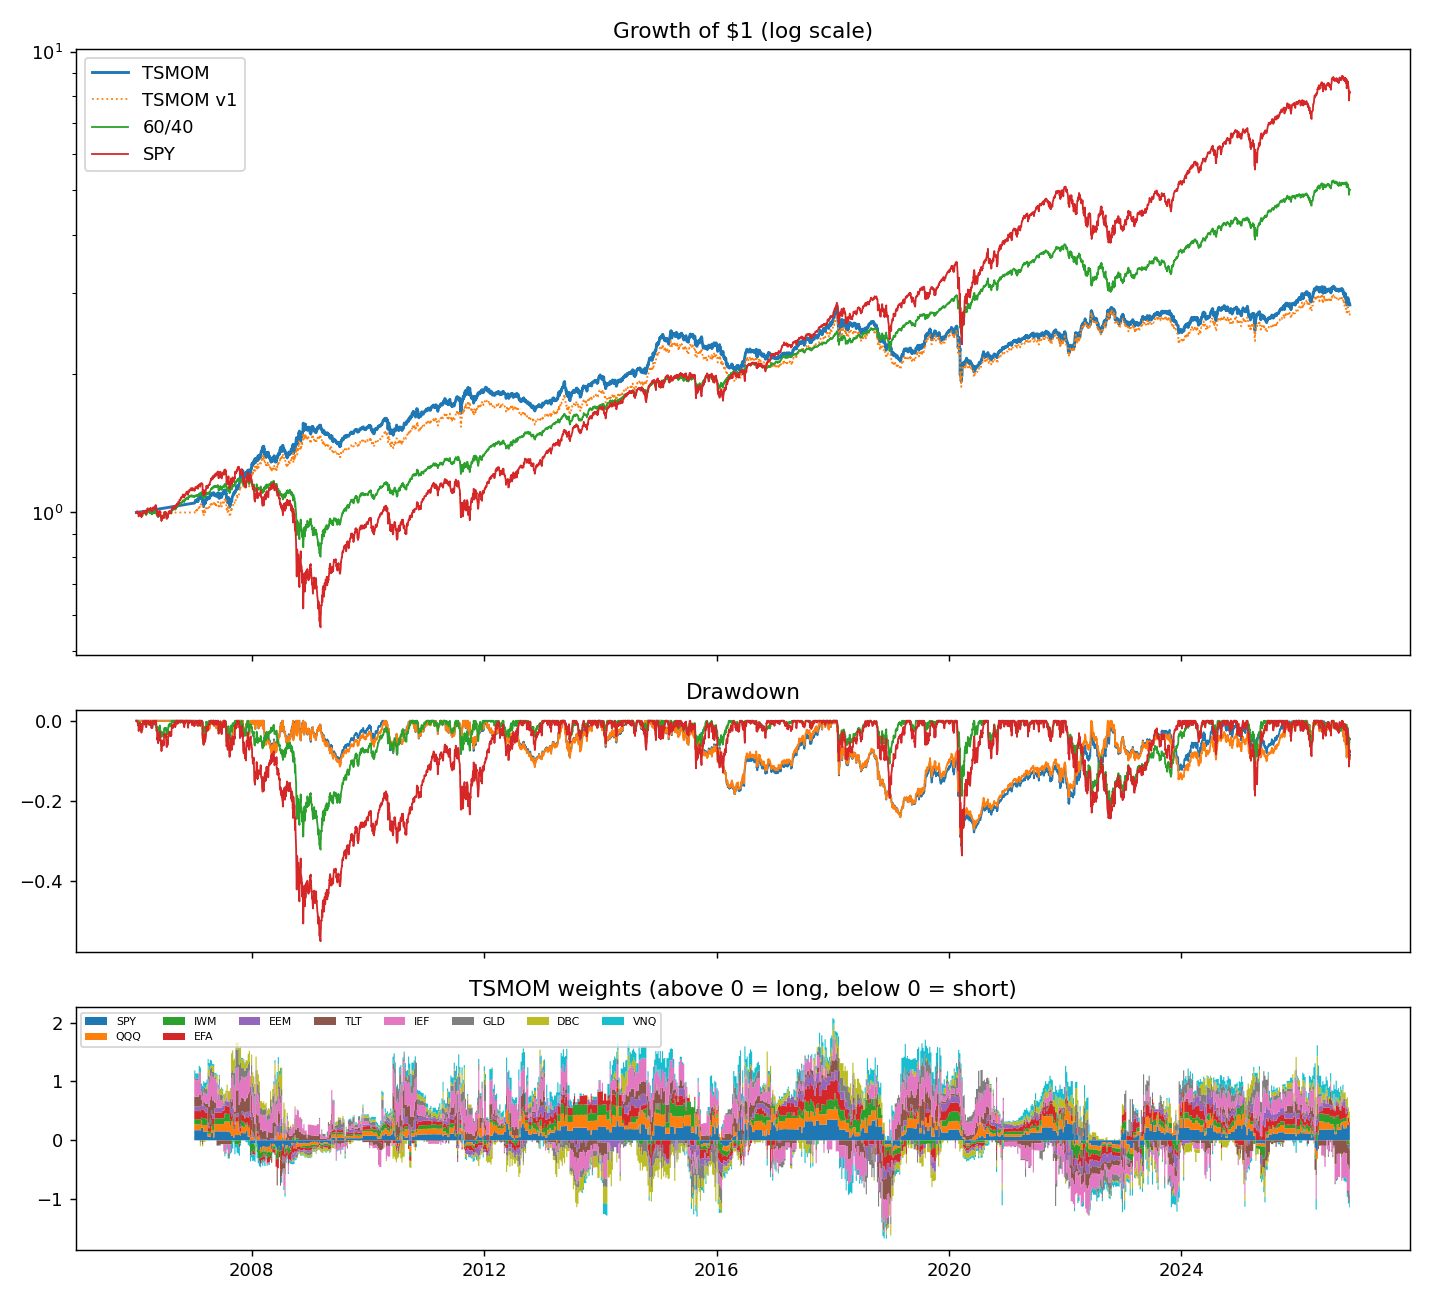 Growth of $1 (log scale)
10¹
10⁰
TSMOM
TSMOM v1
60/40
SPY
Drawdown
0.0
−0.2
−0.4
TSMOM weights (above 0 = long, below 0 = short)
2
1
0
−1
SPY IWM EEM TLT IEF GLD DBC VNQ
QQQ EFA
2008 2012 2016 2020 2024